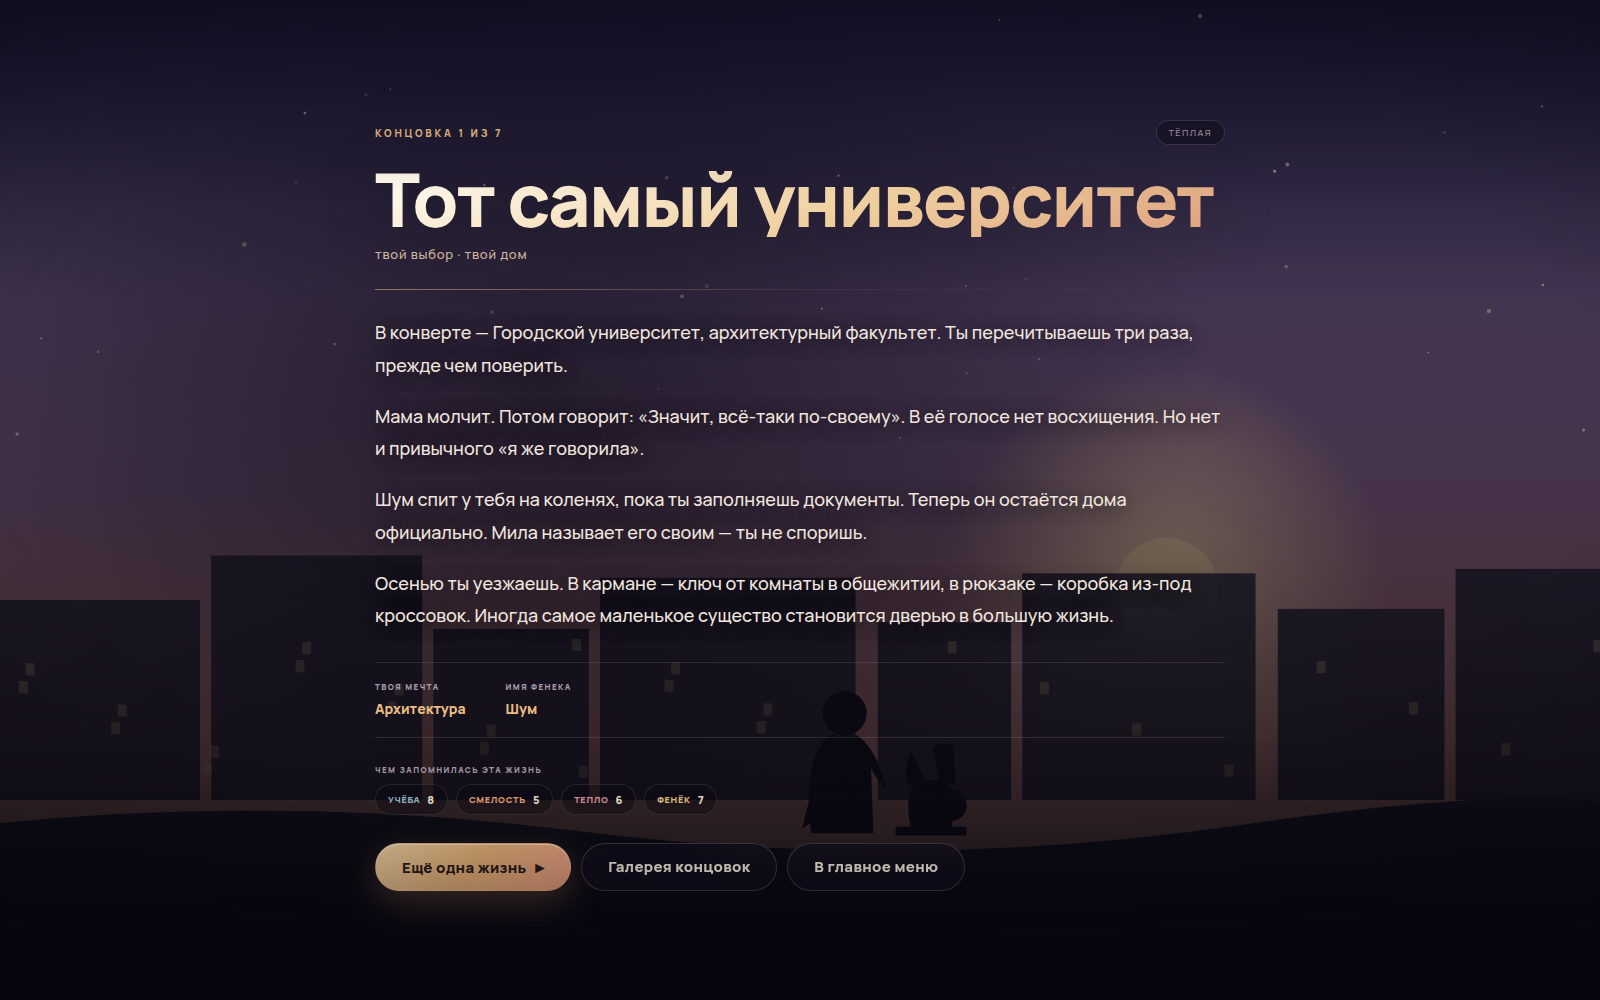 КОНЦОВКА 1 ИЗ 7
ТЁПЛАЯ
Тот самый университет
твой выбор · твой дом
В конверте — Городской университет, архитектурный факультет. Ты перечитываешь три раза,
прежде чем поверить.
Мама молчит. Потом говорит: «Значит, всё-таки по-своему». В её голосе нет восхищения. Но нет
и привычного «я же говорила».
Шум спит у тебя на коленях, пока ты заполняешь документы. Теперь он остаётся дома
официально. Мила называет его своим — ты не споришь.
Осенью ты уезжаешь. В кармане — ключ от комнаты в общежитии, в рюкзаке — коробка из-под
кроссовок. Иногда самое маленькое существо становится дверью в большую жизнь.
ТВОЯ МЕЧТА ИМЯ ФЕНЕКА
Архитектура Шум
ЧЕМ ЗАПОМНИЛАСЬ ЭТА ЖИЗНЬ
УЧЁБА 8 СМЕЛОСТЬ 5 ТЕПЛО 6 ФЕНЁК 7
Ещё одна жизнь ▶ Галерея концовок В главное меню